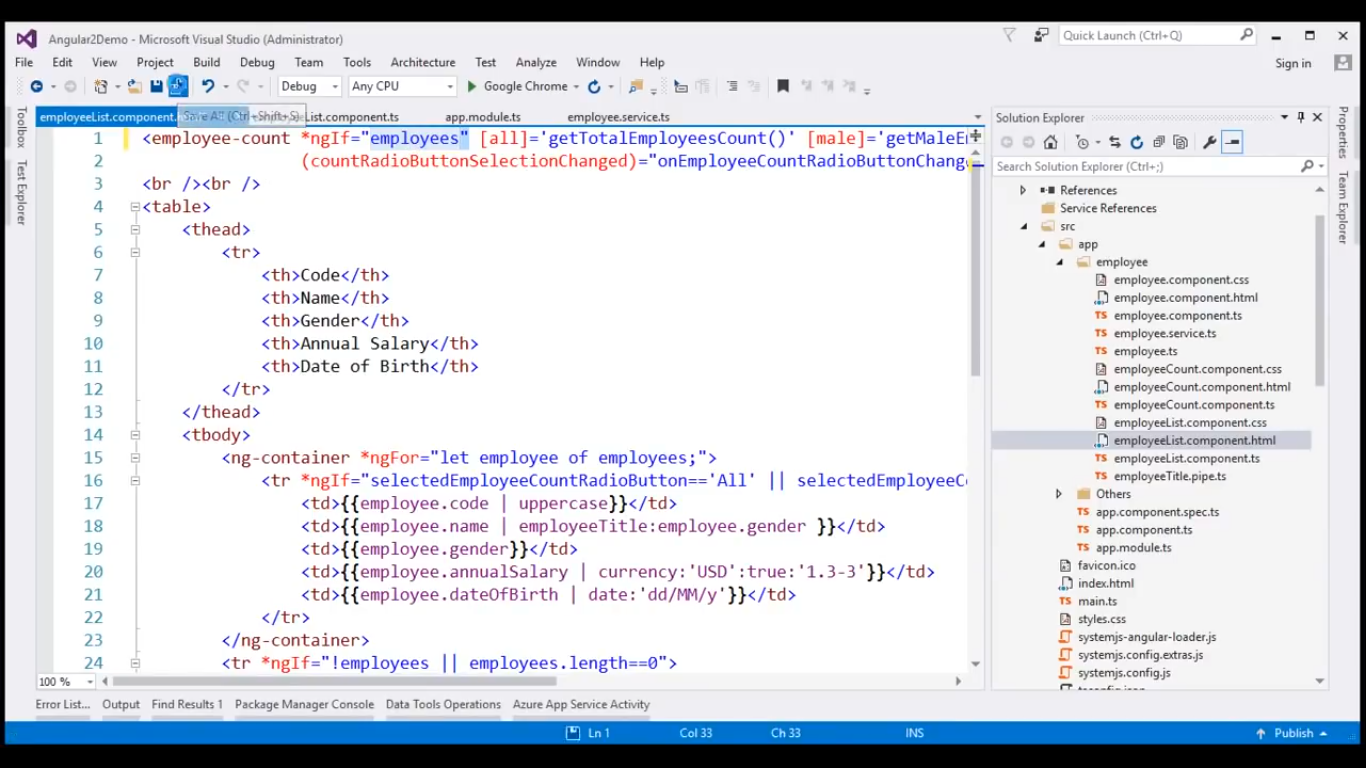 Angular2Demo - Microsoft Visual Studio (Administrator)
Quick Launch (Ctrl+Q)
File Edit View Project Build Debug Team Tools Architecture Test Analyze Window Help
Sign in
Debug Any CPU Google Chrome
employeeList.component. List.component.ts app.module.ts employee.service.ts
Save All (Ctrl+Shift+S)
Toolbox
Test Explorer
1 <employee-count *ngIf="employees" [all]='getTotalEmployeesCount()' [male]='getMaleEm
2 (countRadioButtonSelectionChanged)="onEmployeeCountRadioButtonChange
3 <br /><br />
4 <table>
5 <thead>
6 <tr>
7 <th>Code</th>
8 <th>Name</th>
9 <th>Gender</th>
10 <th>Annual Salary</th>
11 <th>Date of Birth</th>
12 </tr>
13 </thead>
14 <tbody>
15 <ng-container *ngFor="let employee of employees;">
16 <tr *ngIf="selectedEmployeeCountRadioButton=='All' || selectedEmployeeCo
17 <td>{{employee.code | uppercase}}</td>
18 <td>{{employee.name | employeeTitle:employee.gender }}</td>
19 <td>{{employee.gender}}</td>
20 <td>{{employee.annualSalary | currency:'USD':true:'1.3-3'}}</td>
21 <td>{{employee.dateOfBirth | date:'dd/MM/y'}}</td>
22 </tr>
23 </ng-container>
24 <tr *ngIf="!employees || employees.length==0">
100 %
Solution Explorer
Search Solution Explorer (Ctrl+;)
References
Service References
src
app
employee
employee.component.css
employee.component.html
employee.component.ts
employee.service.ts
employee.ts
employeeCount.component.css
employeeCount.component.html
employeeCount.component.ts
employeeList.component.css
employeeList.component.html
employeeList.component.ts
employeeTitle.pipe.ts
Others
app.component.spec.ts
app.component.ts
app.module.ts
favicon.ico
index.html
main.ts
styles.css
systemjs-angular-loader.js
systemjs.config.extras.js
systemjs.config.js
Properties
Team Explorer
Error List... Output Find Results 1 Package Manager Console Data Tools Operations Azure App Service Activity
Ln 1 Col 33 Ch 33 INS Publish